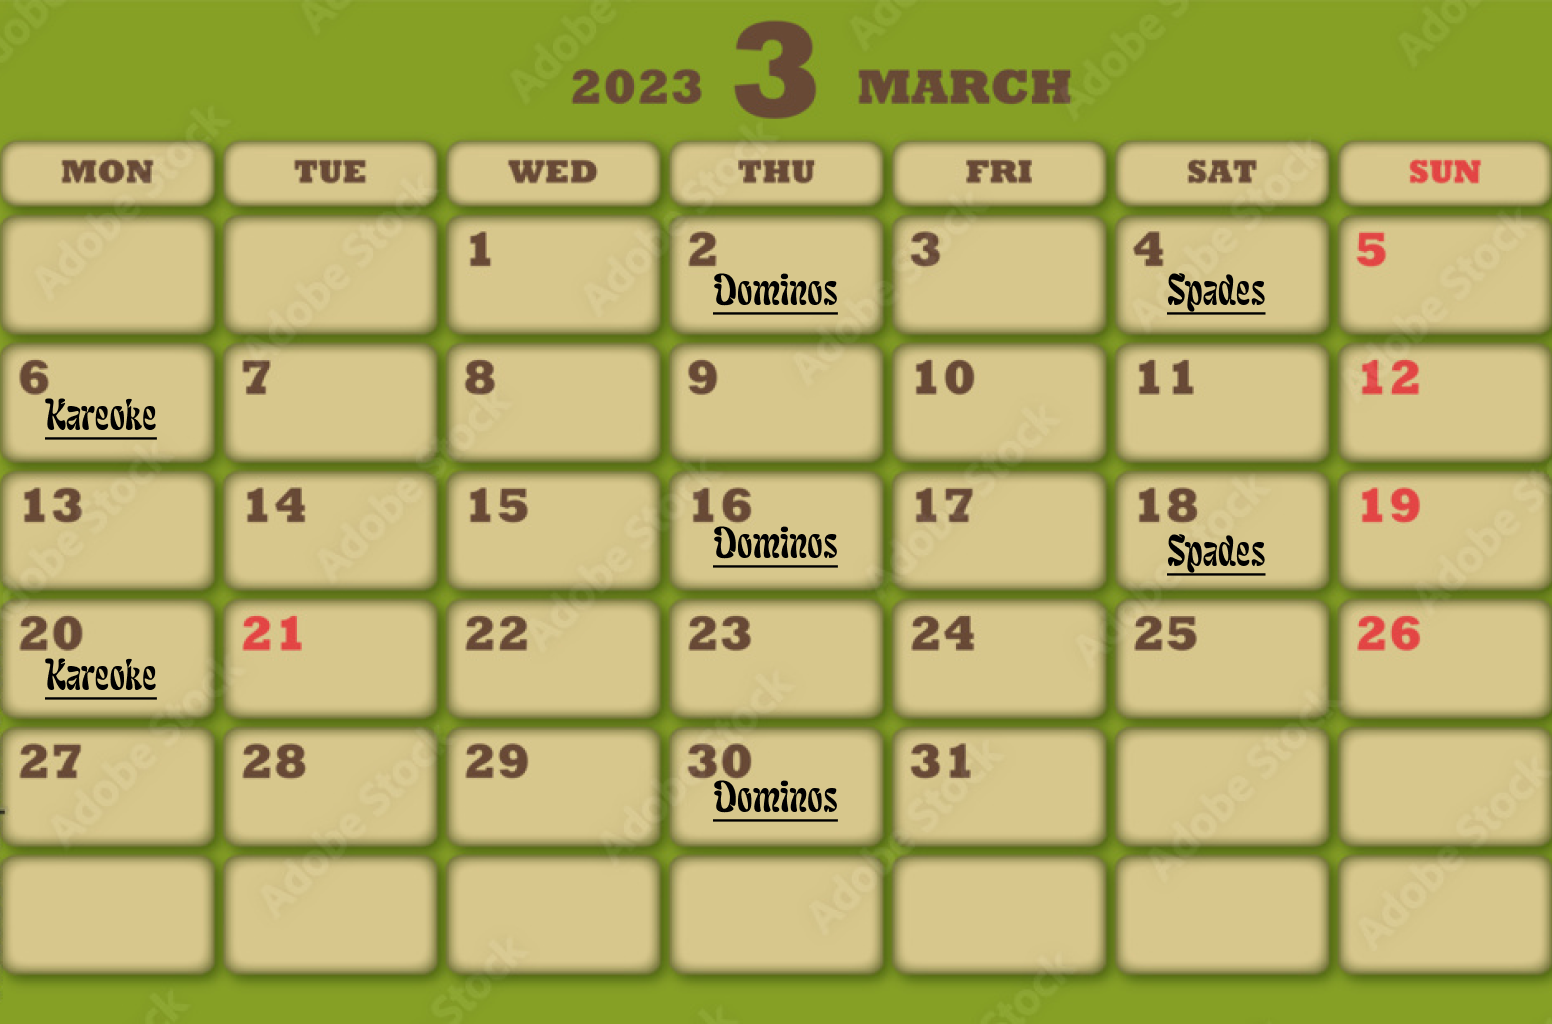 2023 3 MARCH
MON TUE WED THU FRI SAT SUN
1 2 3 4 5
Dominos Spades
6 7 8 9 10 11 12
Kareoke
13 14 15 16 17 18 19
Dominos Spades
20 21 22 23 24 25 26
Kareoke
27 28 29 30 31
Dominos
Adobe Stock